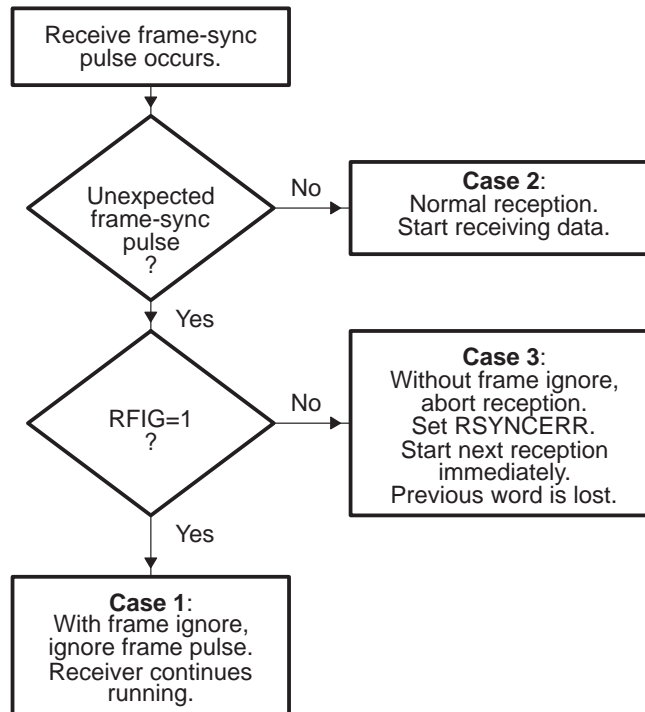 Receive frame-sync
pulse occurs.
Unexpected
frame-sync
pulse
?
No
Case 2:
Normal reception.
Start receiving data.
Yes
RFIG=1
?
No
Case 3:
Without frame ignore,
abort reception.
Set RSYNCERR.
Start next reception
immediately.
Previous word is lost.
Yes
Case 1:
With frame ignore,
ignore frame pulse.
Receiver continues
running.